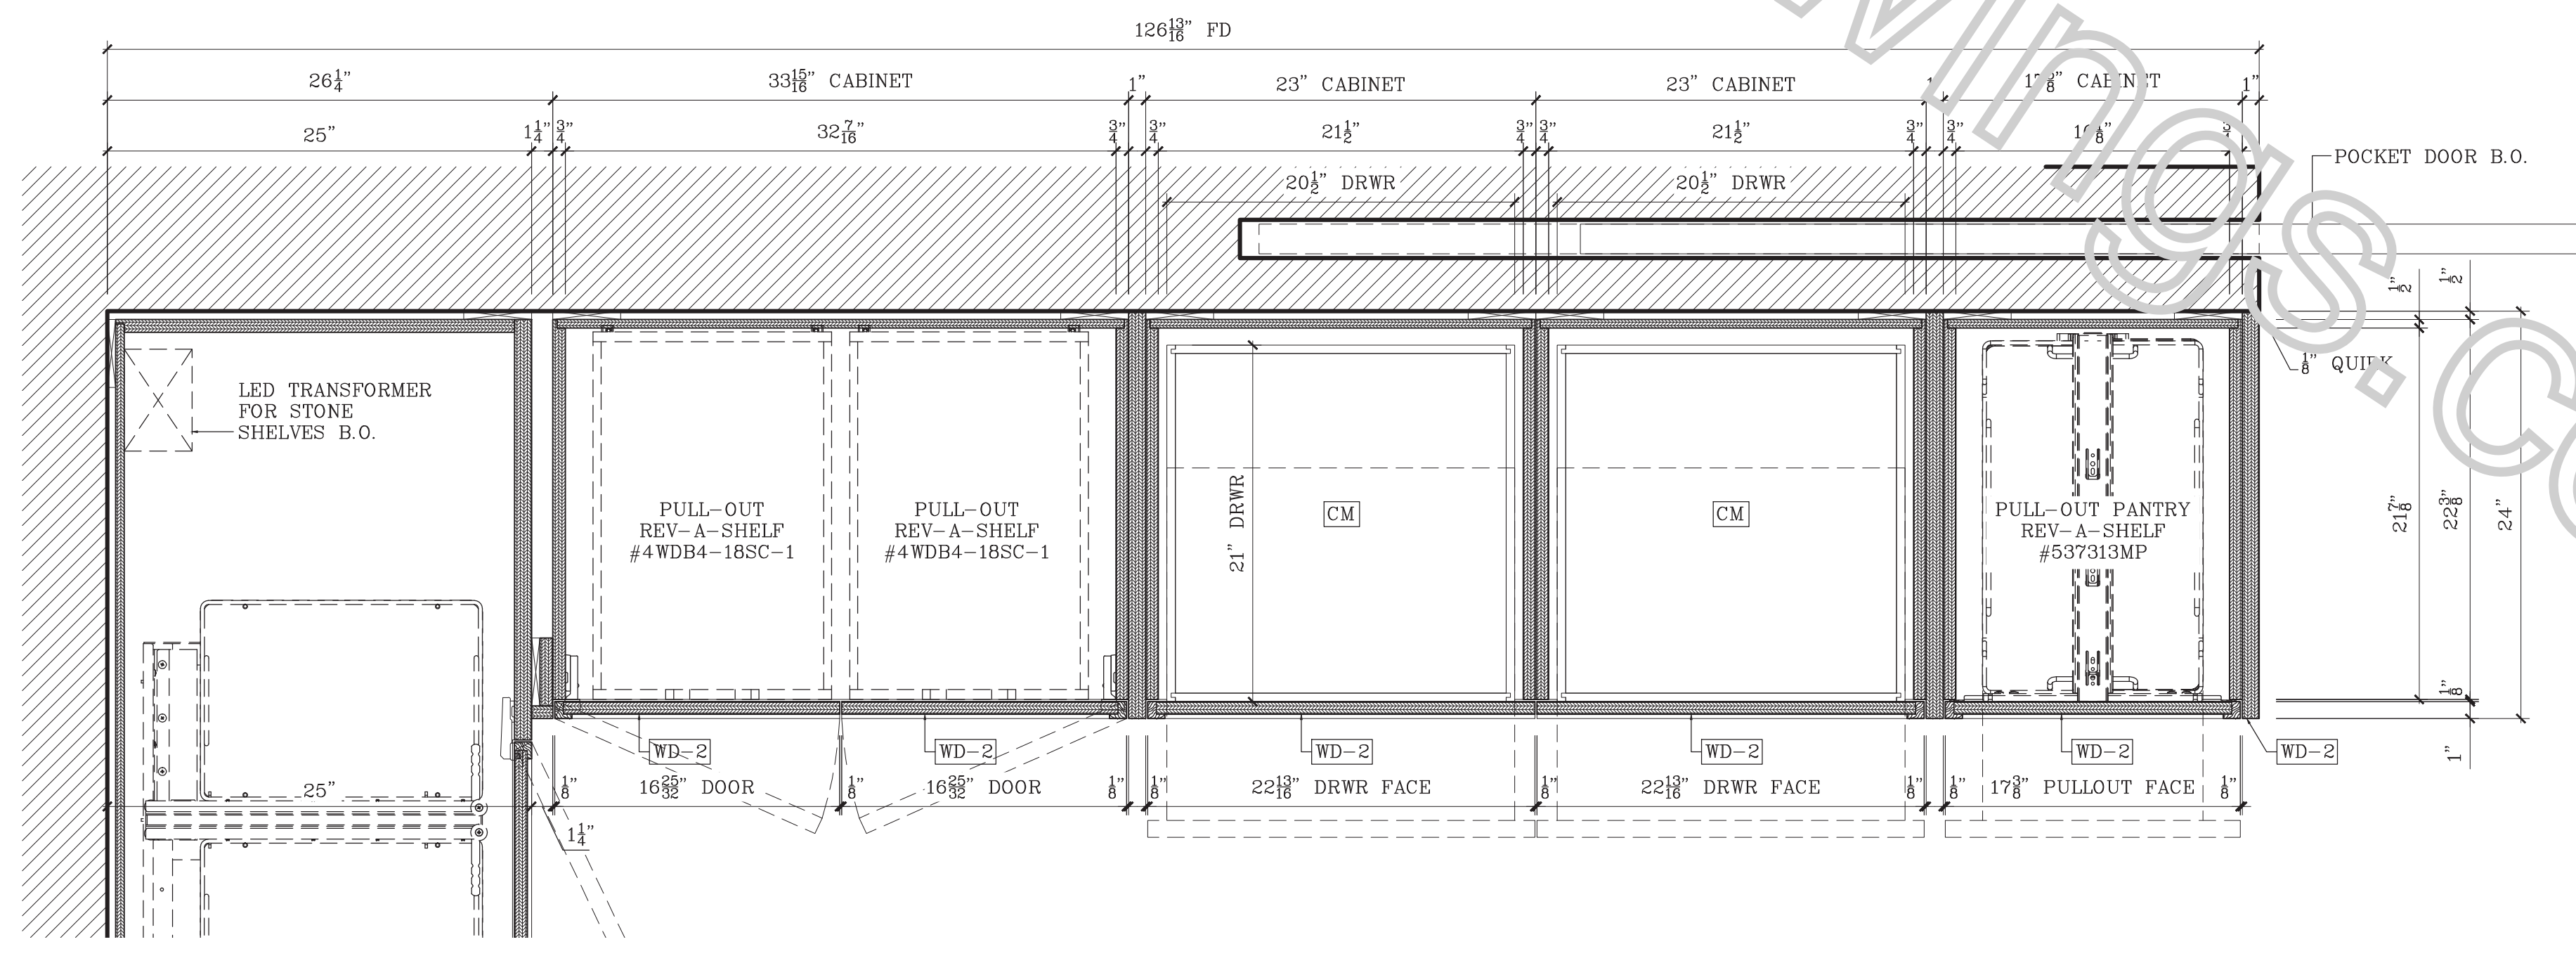 126 13/16" FD
26 1/4"
33 15/16" CABINET
1"
23" CABINET
23" CABINET
CABINET
1"
25"
1 1/4"
3/4
32 7/16"
3/4
3/4
21 1/2"
3/4
3/4
21 1/2"
3/4
3/4
POCKET DOOR B.O.
20 1/2" DRWR
20 1/2" DRWR
1/2"
1/2"
1/8" QUIRK
LED TRANSFORMER
FOR STONE
SHELVES B.O.
PULL-OUT
REV-A-SHELF
#4WDB4-18SC-1
PULL-OUT
REV-A-SHELF
#4WDB4-18SC-1
21" DRWR
CM
CM
PULL-OUT PANTRY
REV-A-SHELF
#537313MP
21 7/8"
22 3/8"
24"
1/8"
1"
WD-2
WD-2
WD-2
WD-2
WD-2
WD-2
25"
1/8"
16 25/32" DOOR
1/8"
16 25/32" DOOR
1/8"
1/8"
22 13/16" DRWR FACE
1/8"
22 13/16" DRWR FACE
1/8"
1/8"
17 3/8" PULLOUT FACE
1/8"
1 1/4"